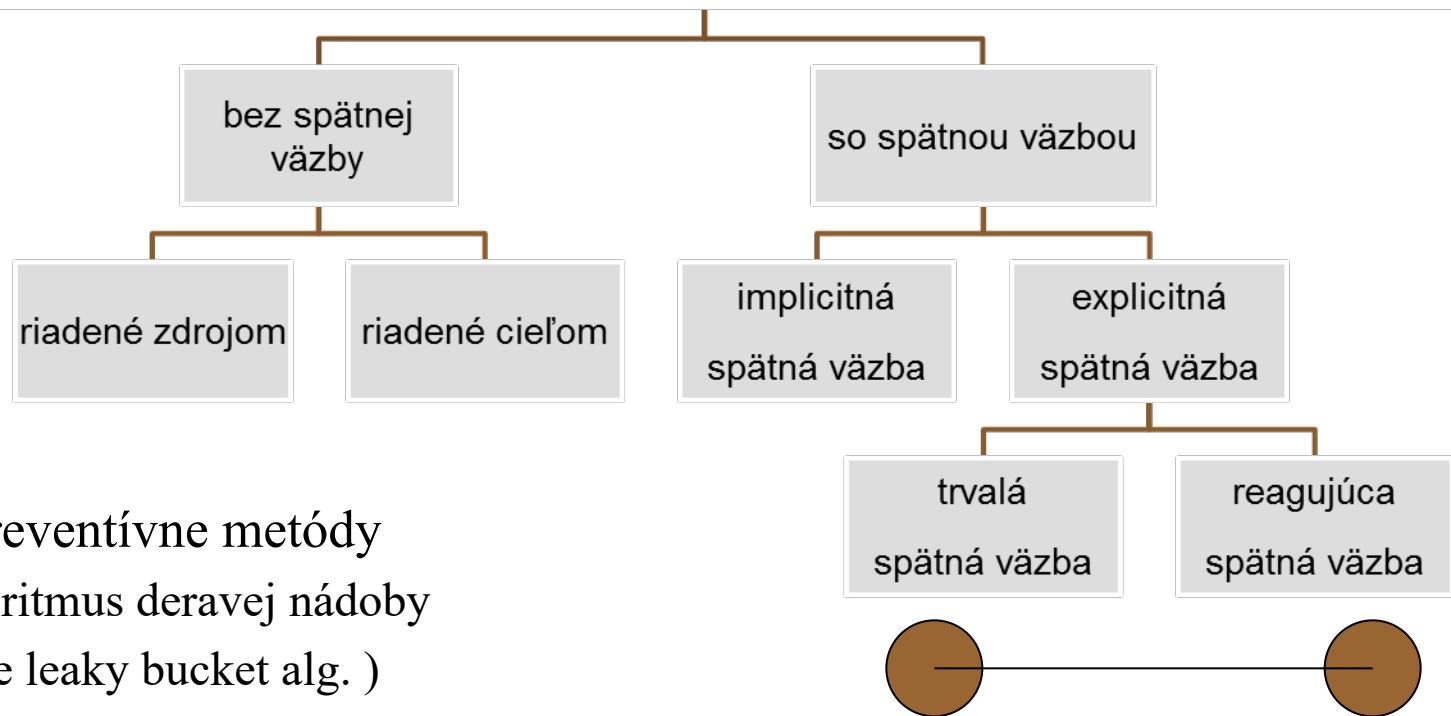 bez spätnej
väzby
so spätnou väzbou
riadené zdrojom
riadené cieľom
implicitná
spätná väzba
explicitná
spätná väzba
trvalá
spätná väzba
reagujúca
spätná väzba
reventívne metódy
ritmus deravej nádoby
e leaky bucket alg. )